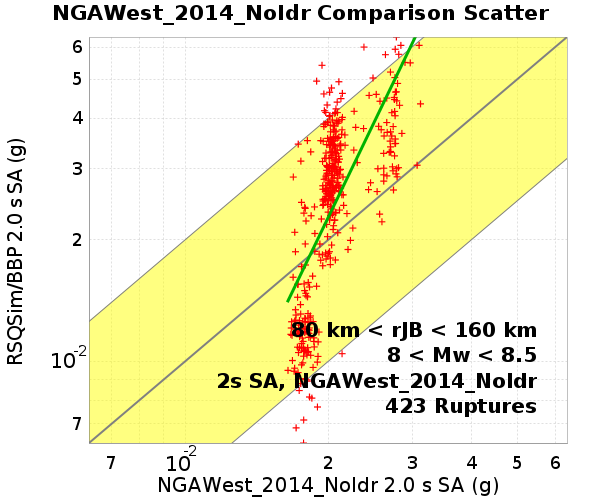 NGAWest_2014_NoIdr Comparison Scatter
6
5
4
3
2
10-2
7
RSQSim/BBP 2.0 s SA (g)
80 km < rJB < 160 km
8 < Mw < 8.5
2s SA, NGAWest_2014_NoIdr
423 Ruptures
7 10-2 2 3 4 5 6
NGAWest_2014_NoIdr 2.0 s SA (g)